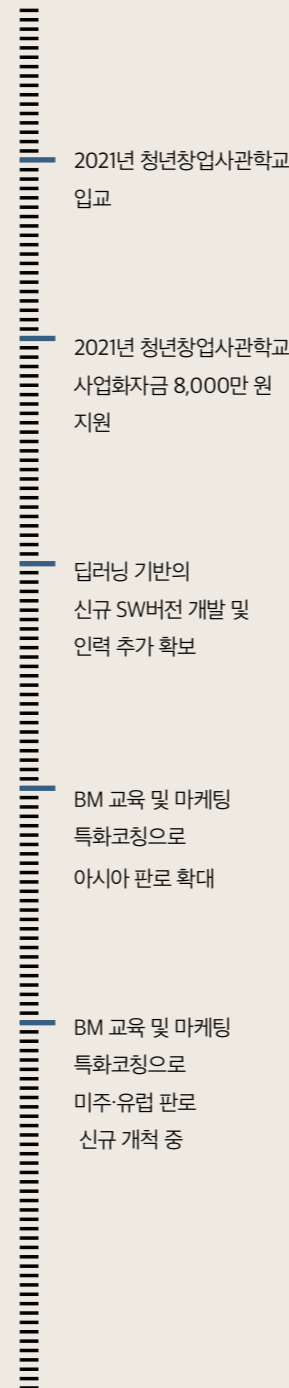 2021년 청년창업사관학교
입교
2021년 청년창업사관학교
사업화자금 8,000만 원
지원
딥러닝 기반의
신규 SW버전 개발 및
인력 추가 확보
BM 교육 및 마케팅
특화코칭으로
아시아 판로 확대
BM 교육 및 마케팅
특화코칭으로
미주·유럽 판로
신규 개척 중